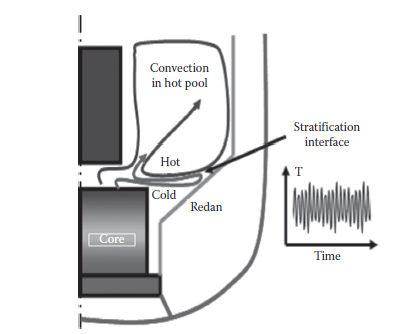 Convection
in hot pool
Stratification
interface
Hot
T
Cold
Redan
Core
Time